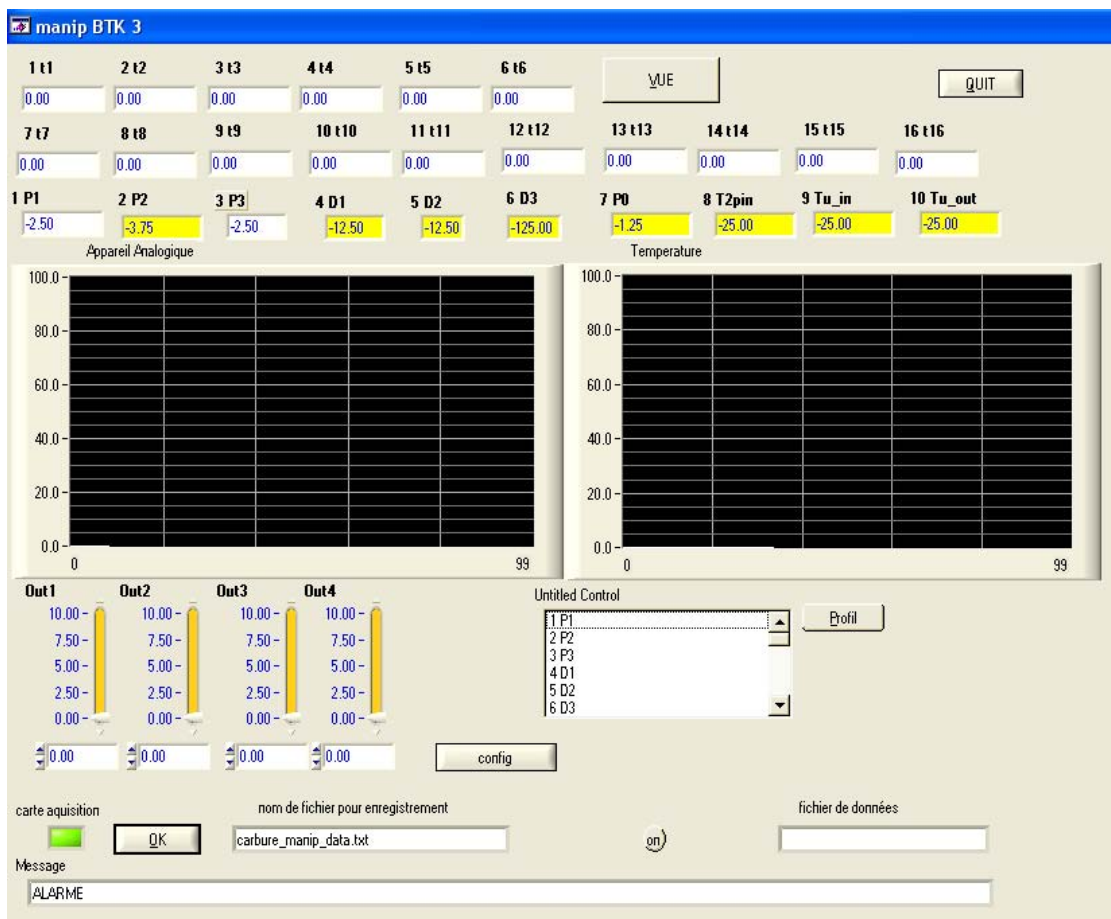 manip BTK 3
1 t1 2 t2 3 t3 4 t4 5 t5 6 t6 VUE QUIT
0.00 0.00 0.00 0.00 0.00 0.00
7 t7 8 t8 9 t9 10 t10 11 t11 12 t12 13 t13 14 t14 15 t15 16 t16
0.00 0.00 0.00 0.00 0.00 0.00 0.00 0.00 0.00 0.00
1 P1 2 P2 3 P3 4 D1 5 D2 6 D3 7 P0 8 T2pin 9 Tu_in 10 Tu_out
-2.50 -3.75 -2.50 -12.50 -12.50 -125.00 -1.25 -25.00 -25.00 -25.00
Appareil Analogique Temperature
100.0 100.0
80.0 80.0
60.0 60.0
40.0 40.0
20.0 20.0
0.0 0.0
0 99 0 99
Out1 Out2 Out3 Out4 Untitled Control
10.00 10.00 10.00 10.00 1 P1 Profil
7.50 7.50 7.50 7.50 2 P2
5.00 5.00 5.00 5.00 3 P3
4 D1
2.50 2.50 2.50 2.50 5 D2
0.00 0.00 0.00 0.00 6 D3
0.00 0.00 0.00 0.00 config
carte aquisition nom de fichier pour enregistrement fichier de données
OK carbure_manip_data.txt on
Message
ALARME